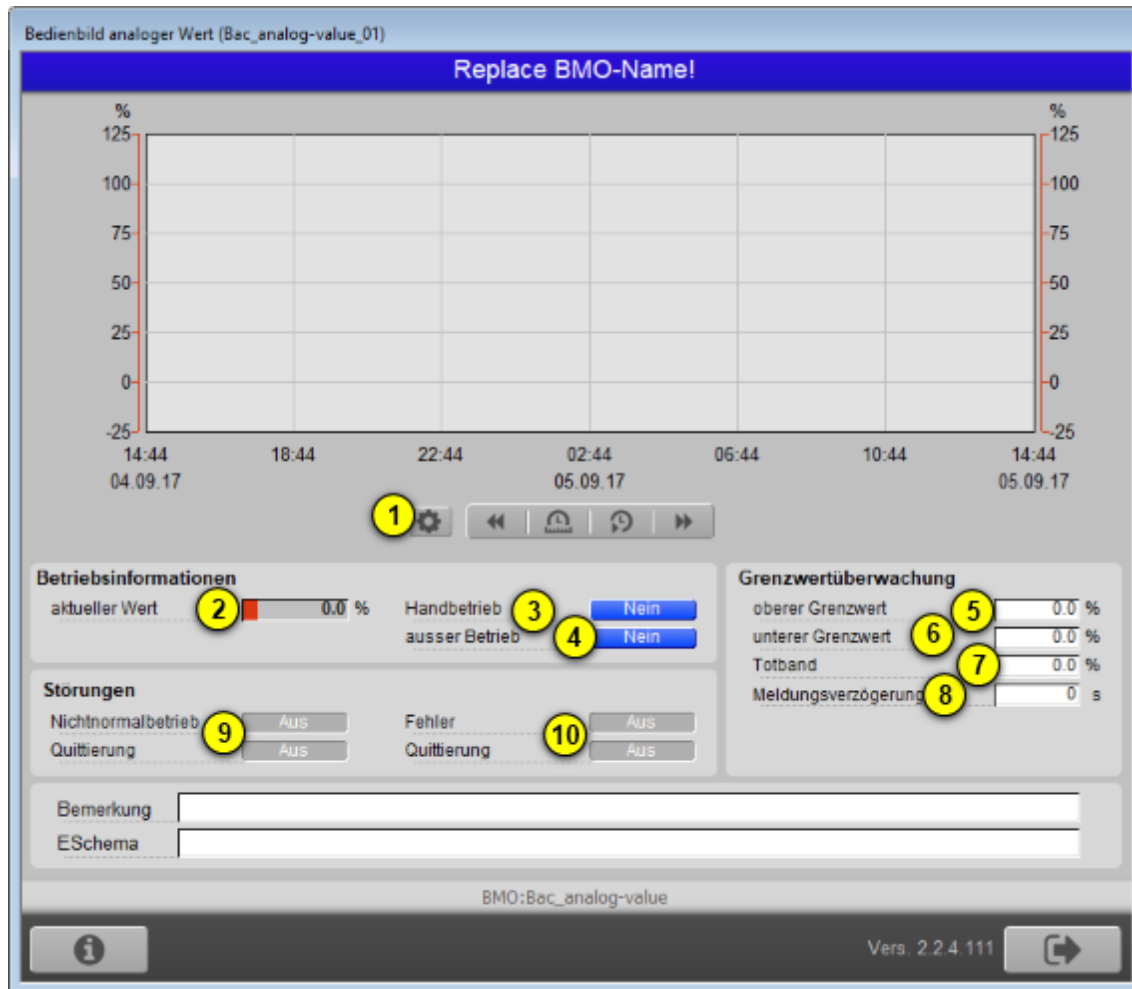 Bedienbild analoger Wert (Bac_analog-value_01)
Replace BMO-Name!
% %
125 125
100 100
75 75
50 50
25 25
0 0
-25 -25
14:44 18:44 22:44 02:44 06:44 10:44 14:44
04.09.17 05.09.17 05.09.17
1
Betriebsinformationen
aktueller Wert 2 0.0 % Handbetrieb 3 Nein
ausser Betrieb 4 Nein
Grenzwertüberwachung
oberer Grenzwert 5 0.0 %
unterer Grenzwert 6 0.0 %
Totband 7 0.0 %
Meldungsverzögerung 8 0 s
Störungen
Nichtnormalbetrieb Aus Fehler Aus
9 10
Quittierung Aus Quittierung Aus
Bemerkung
ESchema
BMO:Bac_analog-value
Vers. 2.2.4.111